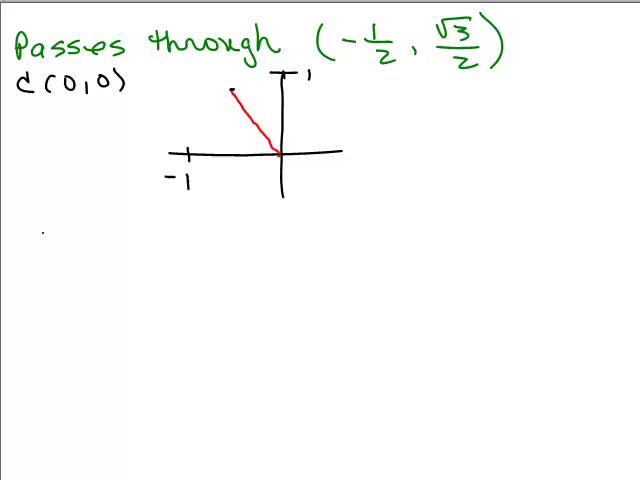 Passes through (-1/2, √3/2)
C (0,0)
1
-1